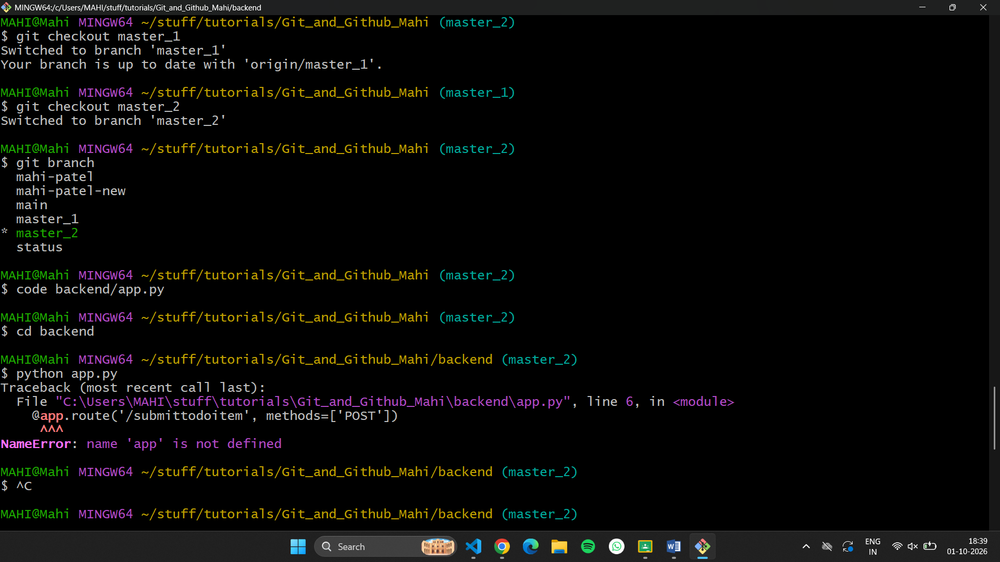 MINGW64:/c/Users/MAHI/stuff/tutorials/Git_and_Github_Mahi/backend
MAHI@Mahi MINGW64 ~/stuff/tutorials/Git_and_Github_Mahi (master_2)
$ git checkout master_1
Switched to branch 'master_1'
Your branch is up to date with 'origin/master_1'.
MAHI@Mahi MINGW64 ~/stuff/tutorials/Git_and_Github_Mahi (master_1)
$ git checkout master_2
Switched to branch 'master_2'
MAHI@Mahi MINGW64 ~/stuff/tutorials/Git_and_Github_Mahi (master_2)
$ git branch
  mahi-patel
  mahi-patel-new
  main
  master_1
* master_2
  status
MAHI@Mahi MINGW64 ~/stuff/tutorials/Git_and_Github_Mahi (master_2)
$ code backend/app.py
MAHI@Mahi MINGW64 ~/stuff/tutorials/Git_and_Github_Mahi (master_2)
$ cd backend
MAHI@Mahi MINGW64 ~/stuff/tutorials/Git_and_Github_Mahi/backend (master_2)
$ python app.py
Traceback (most recent call last):
  File "C:\Users\MAHI\stuff\tutorials\Git_and_Github_Mahi\backend\app.py", line 6, in <module>
    @app.route('/submittodoitem', methods=['POST'])
     ^^^
NameError: name 'app' is not defined
MAHI@Mahi MINGW64 ~/stuff/tutorials/Git_and_Github_Mahi/backend (master_2)
$ ^C
MAHI@Mahi MINGW64 ~/stuff/tutorials/Git_and_Github_Mahi/backend (master_2)
Search
W
ENG
IN
18:39
01-10-2026